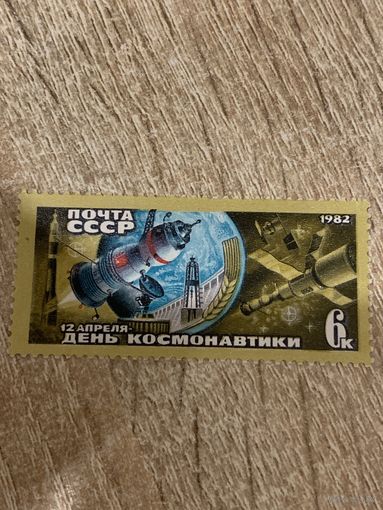 ПОЧТА
СССР
1982
12 АПРЕЛЯ-
ДЕНЬ КОСМОНАВТИКИ
6к